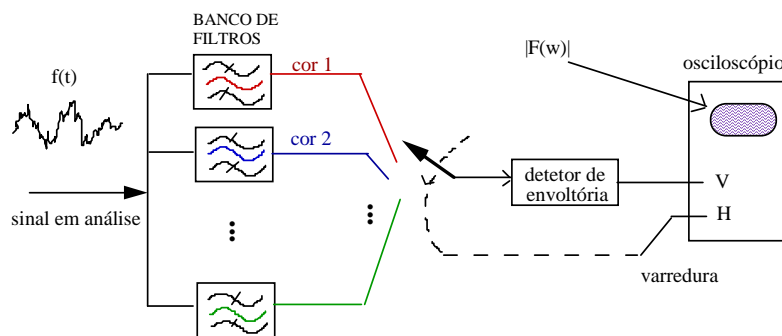 BANCO DE
FILTROS
|F(w)|
osciloscópio
f(t)
cor 1
cor 2
detetor de
envoltória
V
H
sinal em análise
varredura